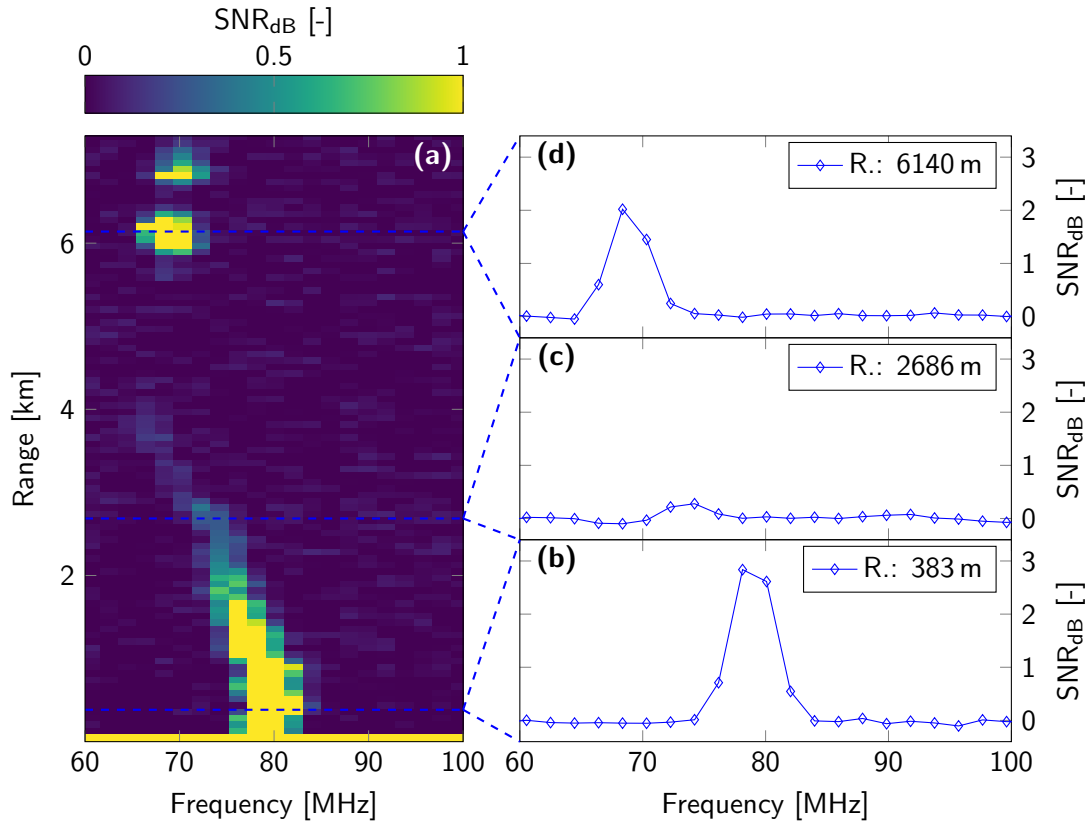 SNRdB [-]
0 0.5 1
(a)
6
4
2
Range [km]
70 80 90 100
Frequency [MHz]
(d)
R.: 6140 m
3
2
1
0
SNRdB [-]
(c)
R.: 2686 m
3
2
1
0
SNRdB [-]
(b)
R.: 383 m
3
2
1
0
SNRdB [-]
60 70 80 90 100
Frequency [MHz]